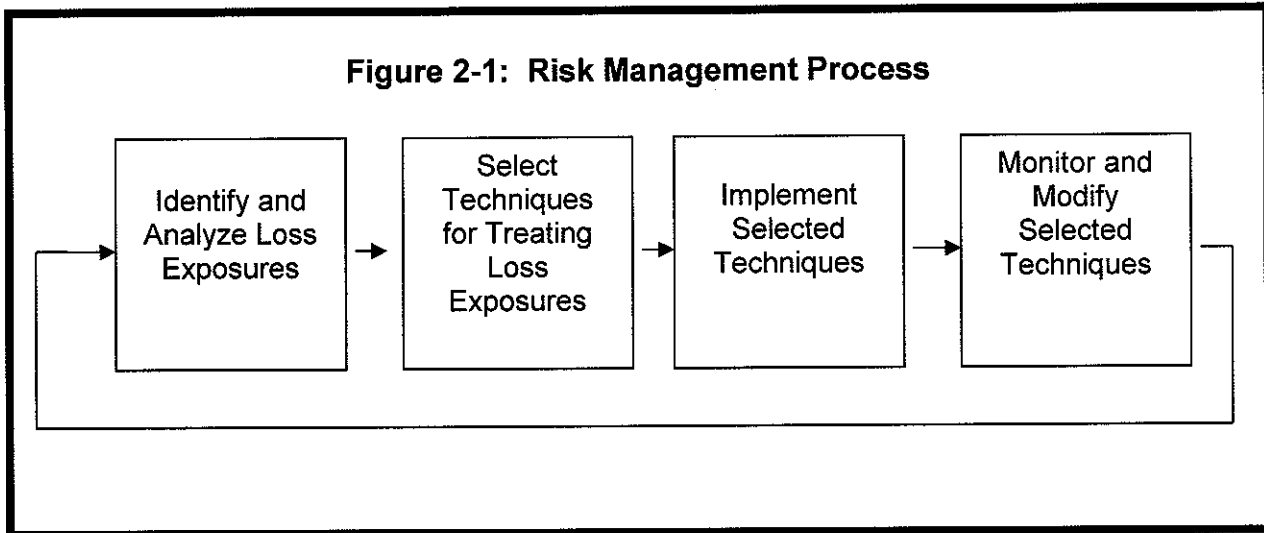 Figure 2-1: Risk Management Process
Identify and
Analyze Loss
Exposures
Select
Techniques
for Treating
Loss
Exposures
Implement
Selected
Techniques
Monitor and
Modify
Selected
Techniques